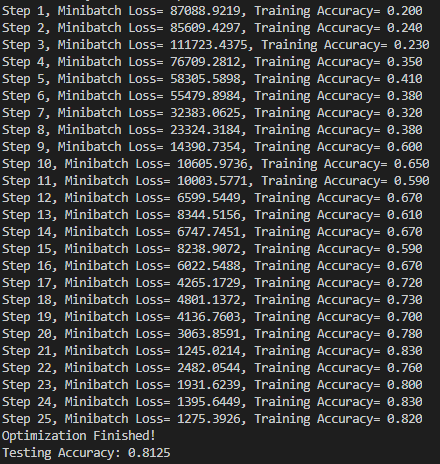 Step 1, Minibatch Loss= 87088.9219, Training Accuracy= 0.200
Step 2, Minibatch Loss= 85609.4297, Training Accuracy= 0.240
Step 3, Minibatch Loss= 111723.4375, Training Accuracy= 0.230
Step 4, Minibatch Loss= 76709.2812, Training Accuracy= 0.350
Step 5, Minibatch Loss= 58305.5898, Training Accuracy= 0.410
Step 6, Minibatch Loss= 55479.8984, Training Accuracy= 0.380
Step 7, Minibatch Loss= 32383.0625, Training Accuracy= 0.320
Step 8, Minibatch Loss= 23324.3184, Training Accuracy= 0.380
Step 9, Minibatch Loss= 14390.7354, Training Accuracy= 0.600
Step 10, Minibatch Loss= 10605.9736, Training Accuracy= 0.650
Step 11, Minibatch Loss= 10003.5771, Training Accuracy= 0.590
Step 12, Minibatch Loss= 6599.5449, Training Accuracy= 0.670
Step 13, Minibatch Loss= 8344.5156, Training Accuracy= 0.610
Step 14, Minibatch Loss= 6747.7451, Training Accuracy= 0.670
Step 15, Minibatch Loss= 8238.9072, Training Accuracy= 0.590
Step 16, Minibatch Loss= 6022.5488, Training Accuracy= 0.670
Step 17, Minibatch Loss= 4265.1729, Training Accuracy= 0.720
Step 18, Minibatch Loss= 4801.1372, Training Accuracy= 0.730
Step 19, Minibatch Loss= 4136.7603, Training Accuracy= 0.700
Step 20, Minibatch Loss= 3063.8591, Training Accuracy= 0.780
Step 21, Minibatch Loss= 1245.0214, Training Accuracy= 0.830
Step 22, Minibatch Loss= 2482.0544, Training Accuracy= 0.760
Step 23, Minibatch Loss= 1931.6239, Training Accuracy= 0.800
Step 24, Minibatch Loss= 1395.6449, Training Accuracy= 0.830
Step 25, Minibatch Loss= 1275.3926, Training Accuracy= 0.820
Optimization Finished!
Testing Accuracy: 0.8125